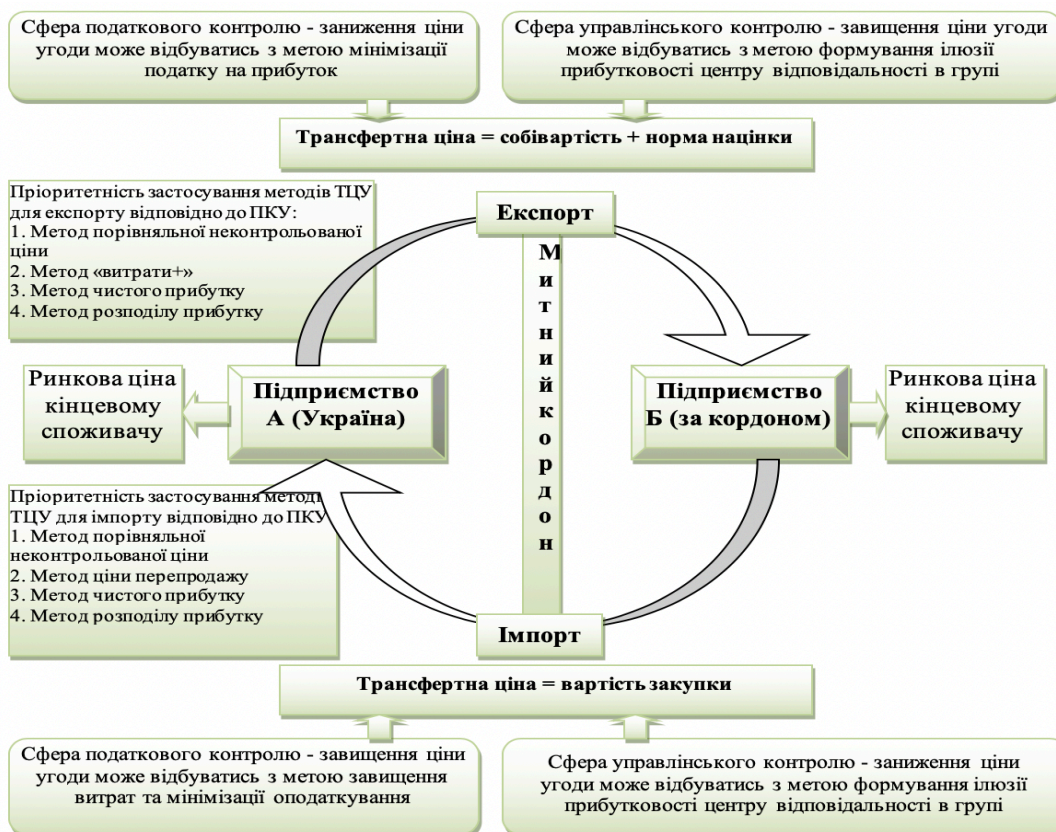 Сфера податкового контролю - заниження ціни
угоди може відбуватись з метою мінімізації
податку на прибуток
Сфера управлінського контролю - завищення ціни угоди
може відбуватись з метою формування ілюзії
прибутковості центру відповідальності в групі
Трансфертна ціна = собівартість + норма націнки
Пріоритетність застосування методів ТЦУ
для експорту відповідно до ПКУ:
1. Метод порівняльної неконтрольованої
ціни
2. Метод «витрати+»
3. Метод чистого прибутку
4. Метод розподілу прибутку
Експорт
Митний кордон
Ринкова ціна
кінцевому
споживачу
Підприємство
А (Україна)
Підприємство
Б (за кордоном)
Ринкова ціна
кінцевому
споживачу
Пріоритетність застосування методів
ТЦУ для імпорту відповідно до ПКУ
1. Метод порівняльної
неконтрольованої ціни
2. Метод ціни перепродажу
3. Метод чистого прибутку
4. Метод розподілу прибутку
Імпорт
Трансфертна ціна = вартість закупки
Сфера податкового контролю - завищення ціни
угоди може відбуватись з метою завищення
витрат та мінімізації оподаткування
Сфера управлінського контролю - заниження ціни
угоди може відбуватись з метою формування ілюзії
прибутковості центру відповідальності в групі